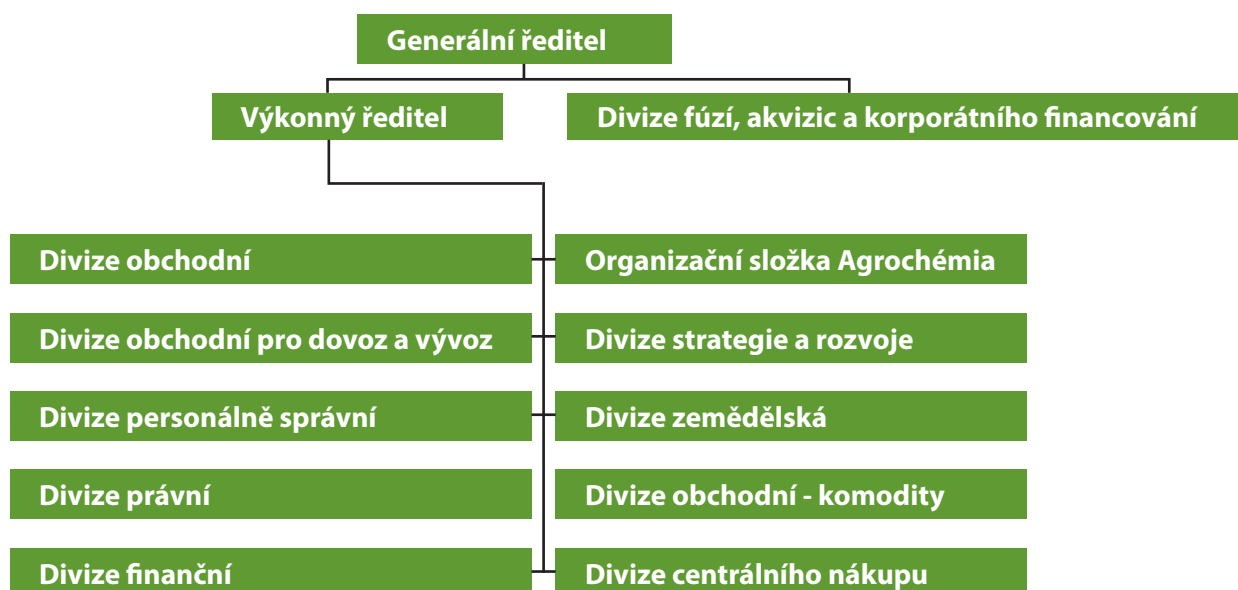 Generální ředitel
Výkonný ředitel
Divize fúzí, akvizic a korporátního financování
Divize obchodní
Organizační složka Agrochémia
Divize obchodní pro dovoz a vývoz
Divize strategie a rozvoje
Divize personálně správní
Divize zemědělská
Divize právní
Divize obchodní - komodity
Divize finanční
Divize centrálního nákupu